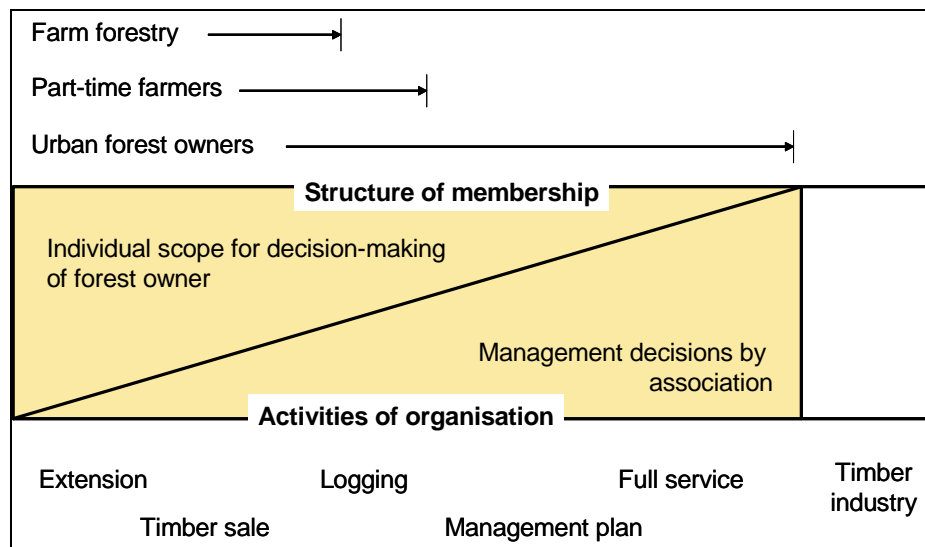 Farm forestry
Part-time farmers
Urban forest owners
Structure of membership
Individual scope for decision-making
of forest owner
Management decisions by
association
Activities of organisation
Extension
Logging
Full service
Timber
industry
Timber sale
Management plan